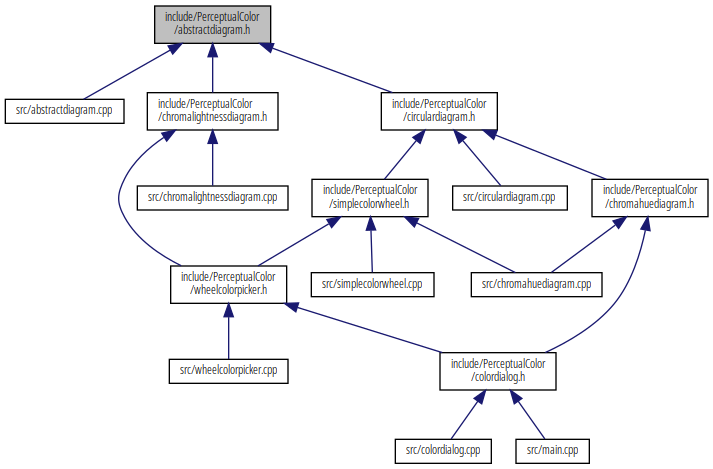 include/PerceptualColor
/abstractdiagram.h
src/abstractdiagram.cpp
include/PerceptualColor
/chromalightnessdiagram.h
include/PerceptualColor
/circulardiagram.h
src/chromalightnessdiagram.cpp
include/PerceptualColor
/simplecolorwheel.h
src/circulardiagram.cpp
include/PerceptualColor
/chromahuediagram.h
include/PerceptualColor
/wheelcolorpicker.h
src/simplecolorwheel.cpp
src/chromahuediagram.cpp
src/wheelcolorpicker.cpp
include/PerceptualColor
/colordialog.h
src/colordialog.cpp
src/main.cpp